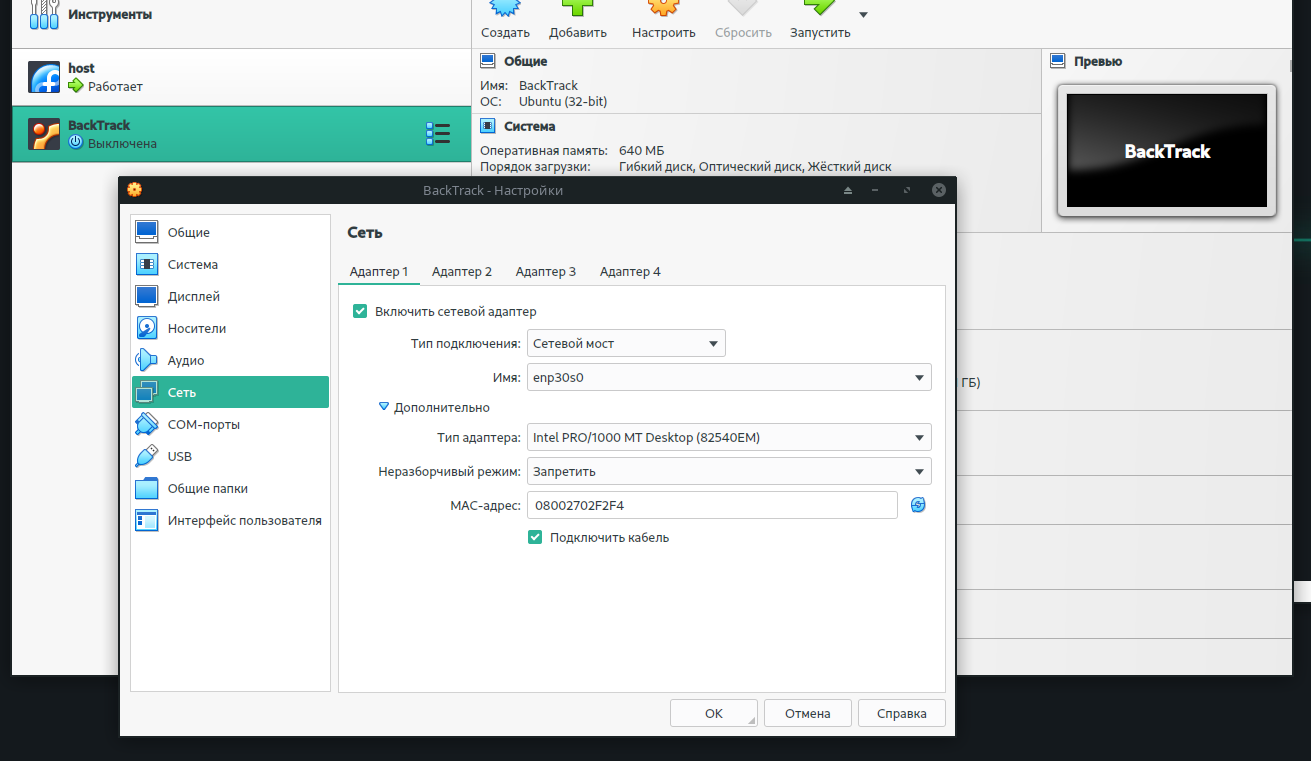 Инструменты
Создать Добавить Настроить Сбросить Запустить
host
Работает
BackTrack
Выключена
Общие
Имя: BackTrack
ОС: Ubuntu (32-bit)
Система
Оперативная память: 640 МБ
Порядок загрузки: Гибкий диск, Оптический диск, Жёсткий диск
Превью
BackTrack
ГБ)
BackTrack - Настройки
Общие
Система
Дисплей
Носители
Аудио
Сеть
COM-порты
USB
Общие папки
Интерфейс пользователя
Сеть
Адаптер 1 Адаптер 2 Адаптер 3 Адаптер 4
Включить сетевой адаптер
Тип подключения: Сетевой мост
Имя: enp30s0
Дополнительно
Тип адаптера: Intel PRO/1000 MT Desktop (82540EM)
Неразборчивый режим: Запретить
MAC-адрес: 08002702F2F4
Подключить кабель
OK Отмена Справка